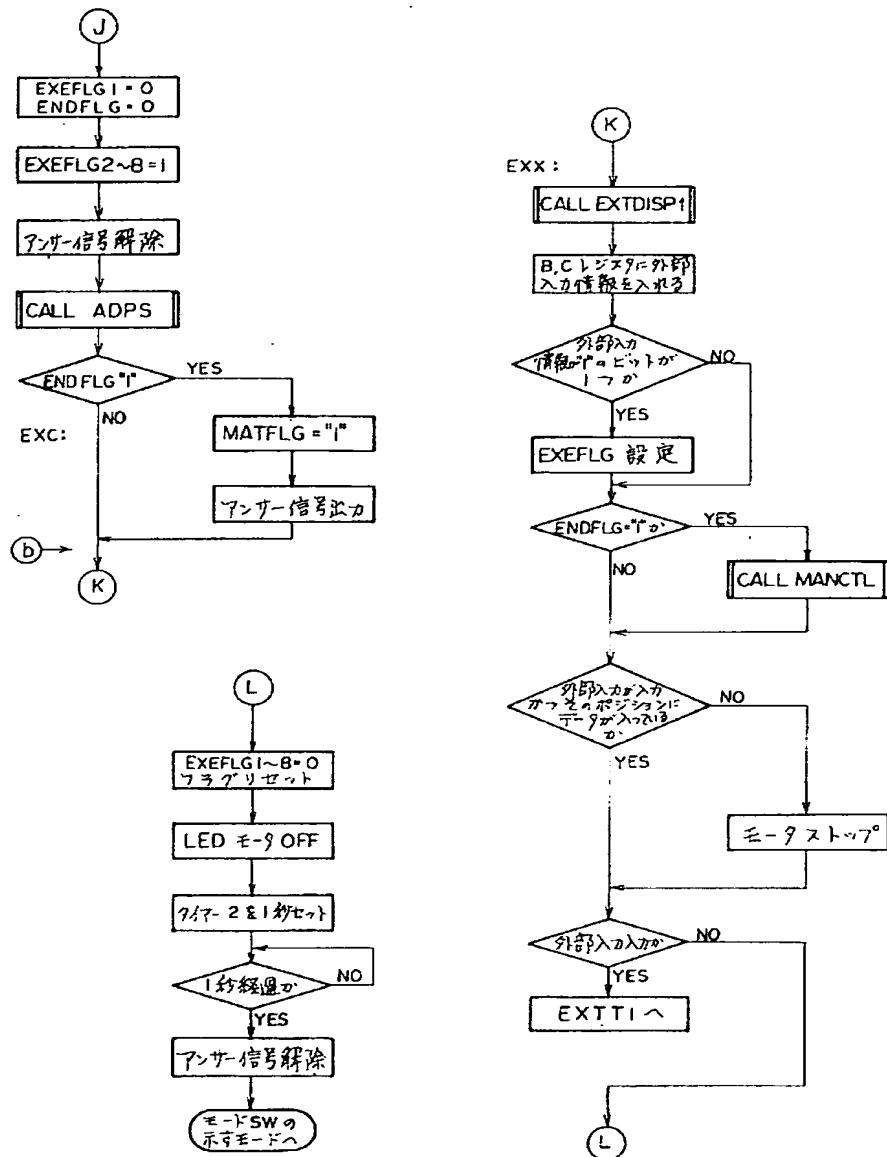 J
EXEFLG1=0
ENDFLG=0
EXEFLG2~8=1
アンサー信号解除
CALL ADPS
ENDFLG"1"
YES
NO
EXC:
MATFLG="1"
アンサー信号出力
b
K
L
EXEFLG1~8=0
フラグリセット
LED モータOFF
タイマー2を1秒セット
1秒経過か
NO
YES
アンサー信号解除
モードSWの
示すモードへ
K
EXX:
CALL EXTDISP1
B,Cレジスタに外部
入力情報を入れる
外部入力
情報が"1"のビットが
1つか
NO
YES
EXEFLG 設定
ENDFLG="1"か
YES
NO
CALL MANCTL
外部入力が入力
かつそのポジションに
データが入っている
か
NO
YES
モータストップ
外部入力入力か
NO
YES
EXTT1へ
L